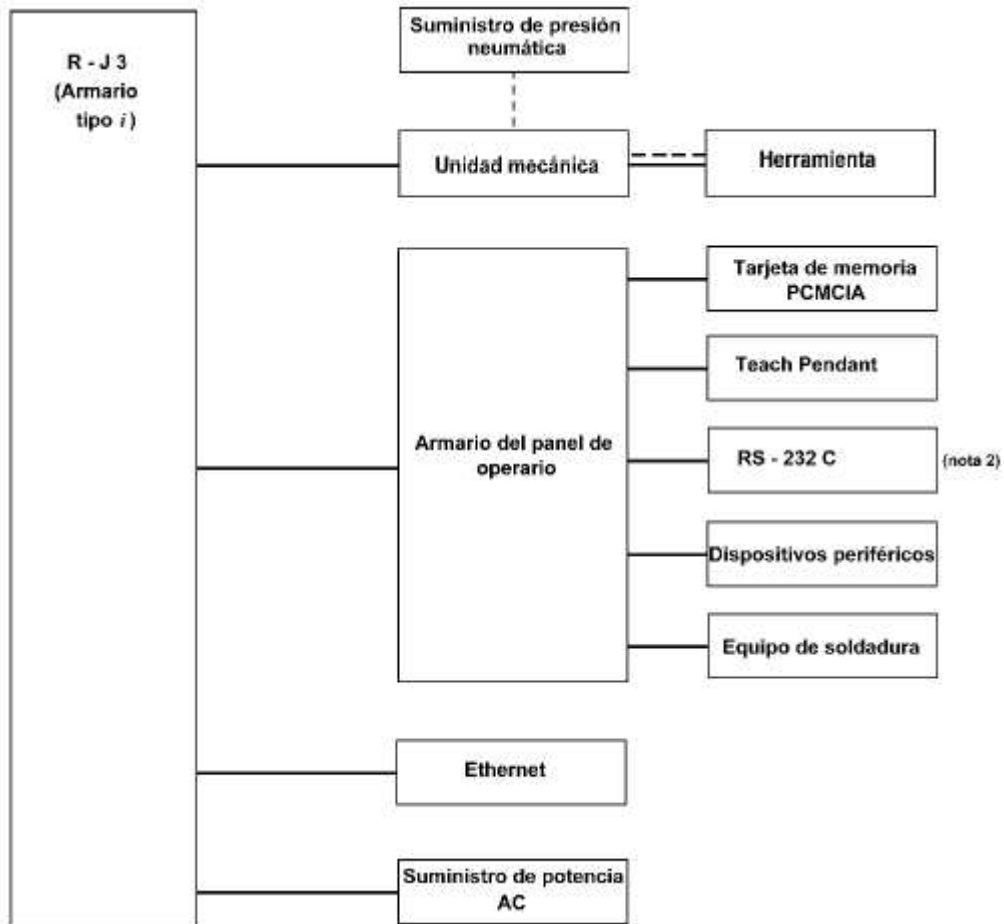 R - J 3
(Armario
tipo i)
Suministro de presión
neumática
Unidad mecánica
Herramienta
Armario del panel de
operario
Tarjeta de memoria
PCMCIA
Teach Pendant
RS - 232 C
(nota 2)
Dispositivos periféricos
Equipo de soldadura
Ethernet
Suministro de potencia
AC